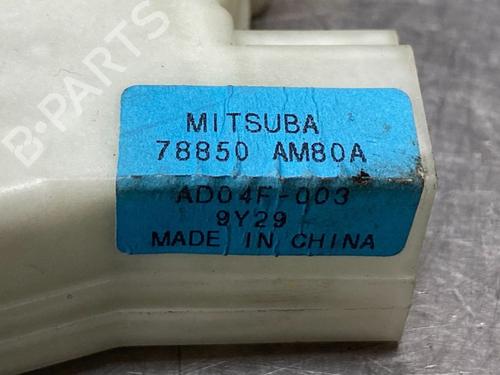 B-PARTS
MITSUBA
78850 AM80A
AD04F-003
9Y29
MADE IN CHINA